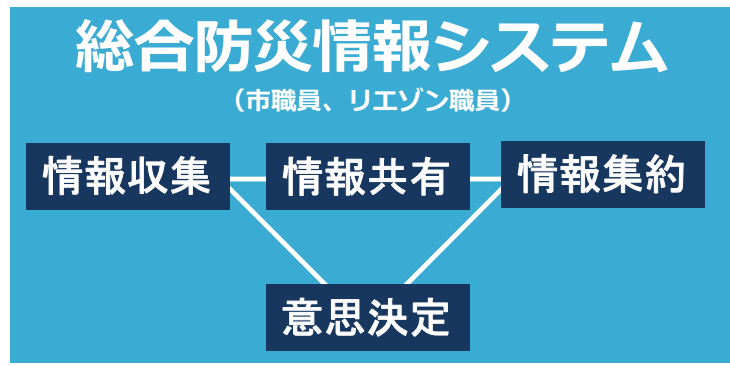 総合防災情報システム
（市職員、リエゾン職員）
情報収集
情報共有
情報集約
意思決定